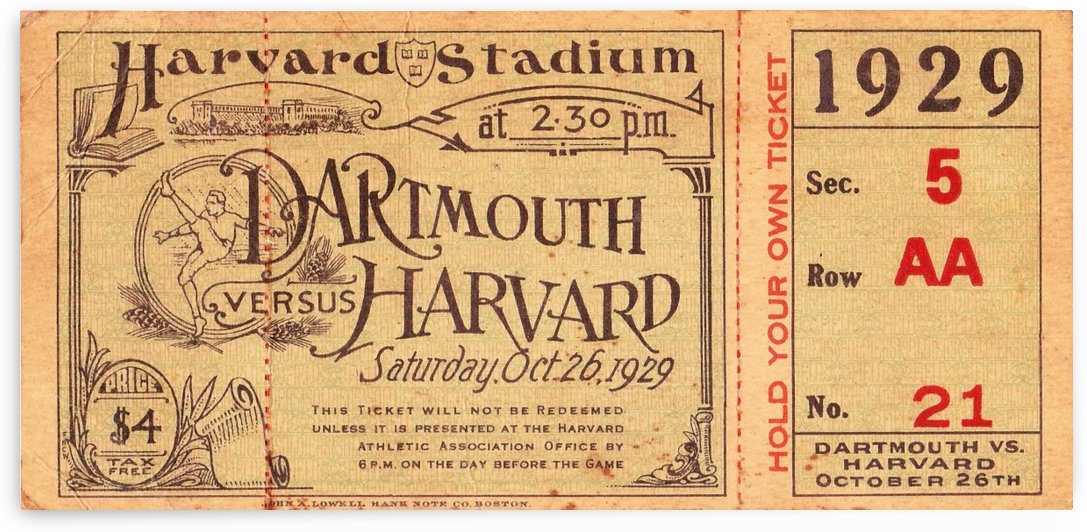 Harvard Stadium
at 2.30 p.m.
DARTMOUTH
VERSUS HARVARD
Saturday, Oct 26, 1929
PRICE
$4
TAX
FREE
THIS TICKET WILL NOT BE REDEEMED
UNLESS IT IS PRESENTED AT THE HARVARD
ATHLETIC ASSOCIATION OFFICE BY
6 P.M. ON THE DAY BEFORE THE GAME
JOHN A. LOWELL BANK NOTE CO. BOSTON.
HOLD YOUR OWN TICKET
1929
Sec. 5
Row AA
No. 21
DARTMOUTH VS.
HARVARD
OCTOBER 26TH